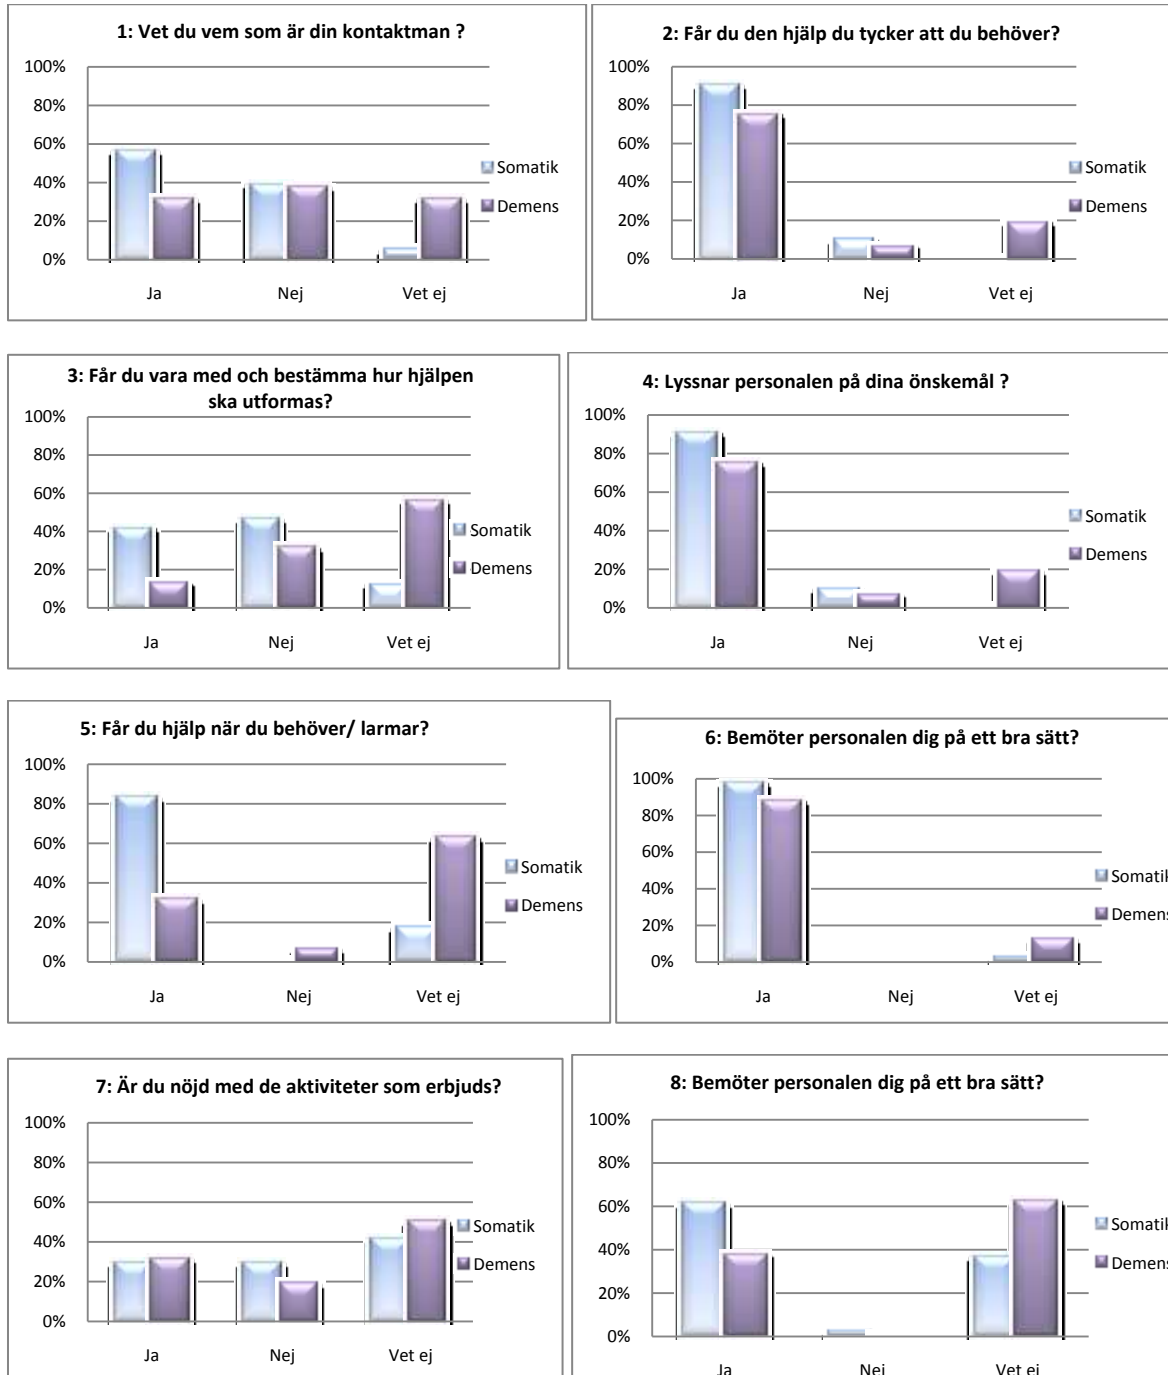 1: Vet du vem som är din kontaktman ?
100%
80%
60%
40%
20%
0%
Ja Nej Vet ej
Somatik
Demens
2: Får du den hjälp du tycker att du behöver?
100%
80%
60%
40%
20%
0%
Ja Nej Vet ej
Somatik
Demens
3: Får du vara med och bestämma hur hjälpen
ska utformas?
100%
80%
60%
40%
20%
0%
Ja Nej Vet ej
Somatik
Demens
4: Lyssnar personalen på dina önskemål ?
100%
80%
60%
40%
20%
0%
Ja Nej Vet ej
Somatik
Demens
5: Får du hjälp när du behöver/ larmar?
100%
80%
60%
40%
20%
0%
Ja Nej Vet ej
Somatik
Demens
6: Bemöter personalen dig på ett bra sätt?
100%
80%
60%
40%
20%
0%
Ja Nej Vet ej
Somatik
Demens
7: Är du nöjd med de aktiviteter som erbjuds?
100%
80%
60%
40%
20%
0%
Ja Nej Vet ej
Somatik
Demens
8: Bemöter personalen dig på ett bra sätt?
100%
80%
60%
40%
20%
0%
Ja Nej Vet ej
Somatik
Demens